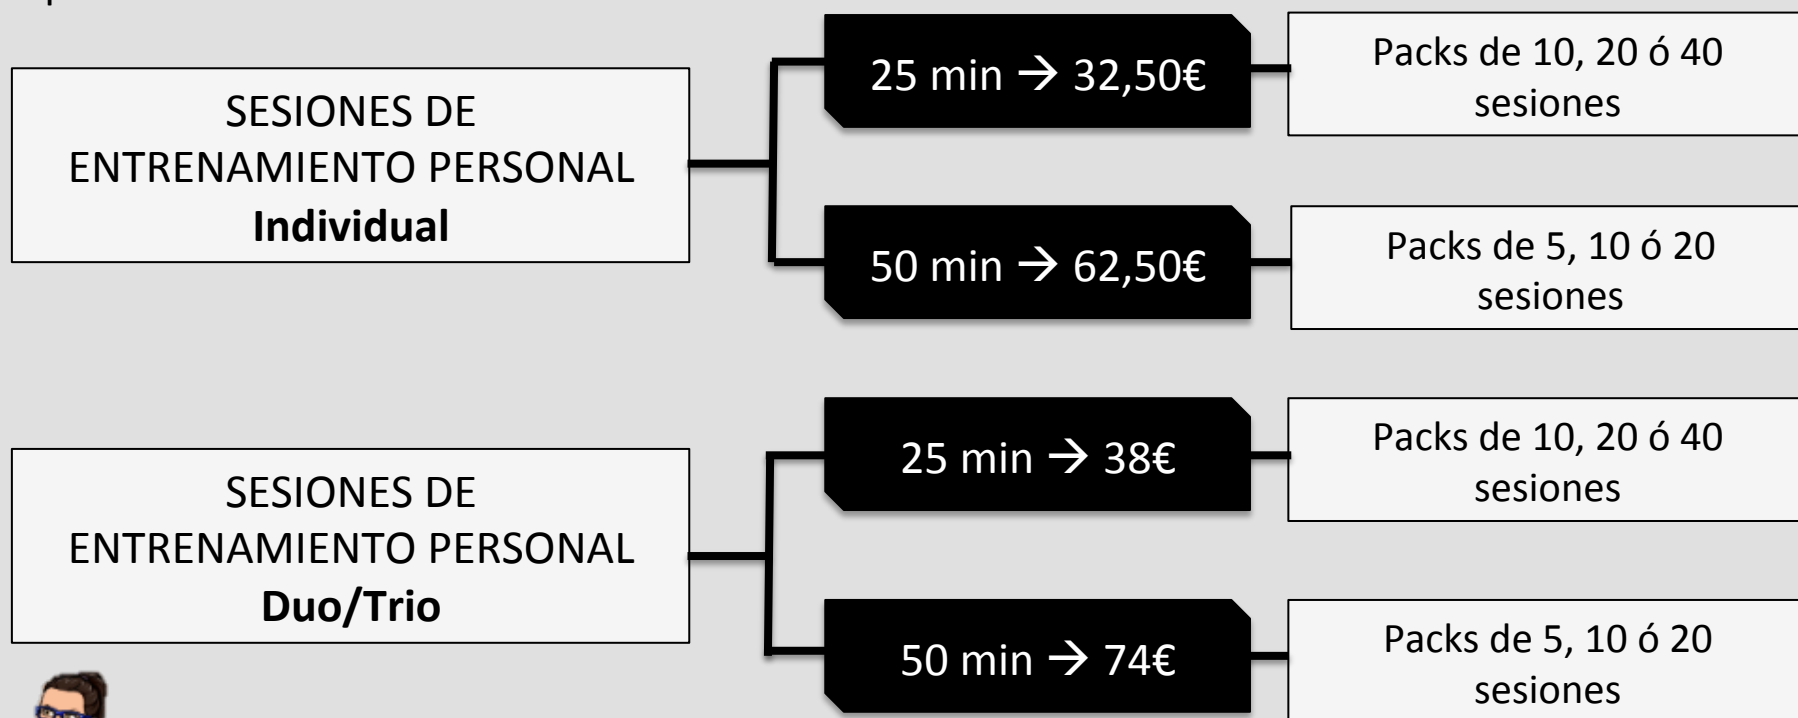 SESIONES DE
ENTRENAMIENTO PERSONAL
Individual
25 min → 32,50€
Packs de 10, 20 ó 40
sesiones
50 min → 62,50€
Packs de 5, 10 ó 20
sesiones
SESIONES DE
ENTRENAMIENTO PERSONAL
Duo/Trio
25 min → 38€
Packs de 10, 20 ó 40
sesiones
50 min → 74€
Packs de 5, 10 ó 20
sesiones